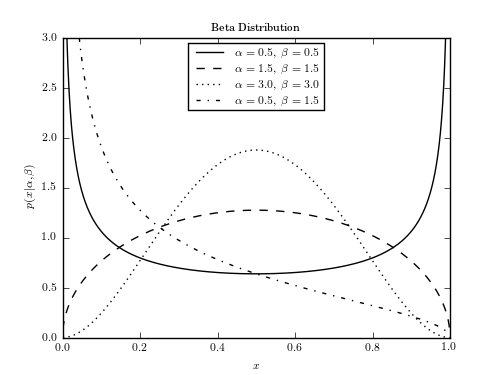 Beta Distribution
α = 0.5, β = 0.5
α = 1.5, β = 1.5
α = 3.0, β = 3.0
α = 0.5, β = 1.5
p(x|α,β)
3.0
2.5
2.0
1.5
1.0
0.5
0.0
0.0 0.2 0.4 0.6 0.8 1.0
x